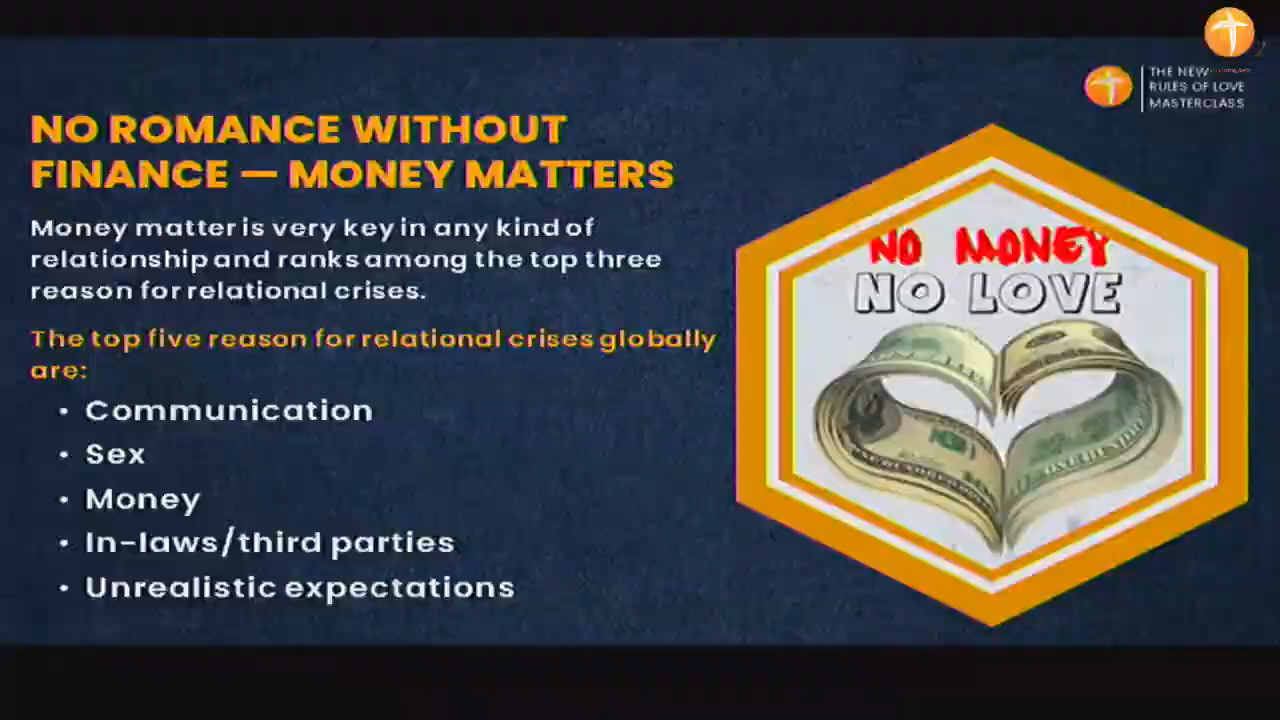 THE NEW
RULES OF LOVE
MASTERCLASS
NO ROMANCE WITHOUT
FINANCE — MONEY MATTERS
Money matter is very key in any kind of
relationship and ranks among the top three
reason for relational crises.
The top five reason for relational crises globally
are:
• Communication
• Sex
• Money
• In-laws/third parties
• Unrealistic expectations
NO MONEY
NO LOVE